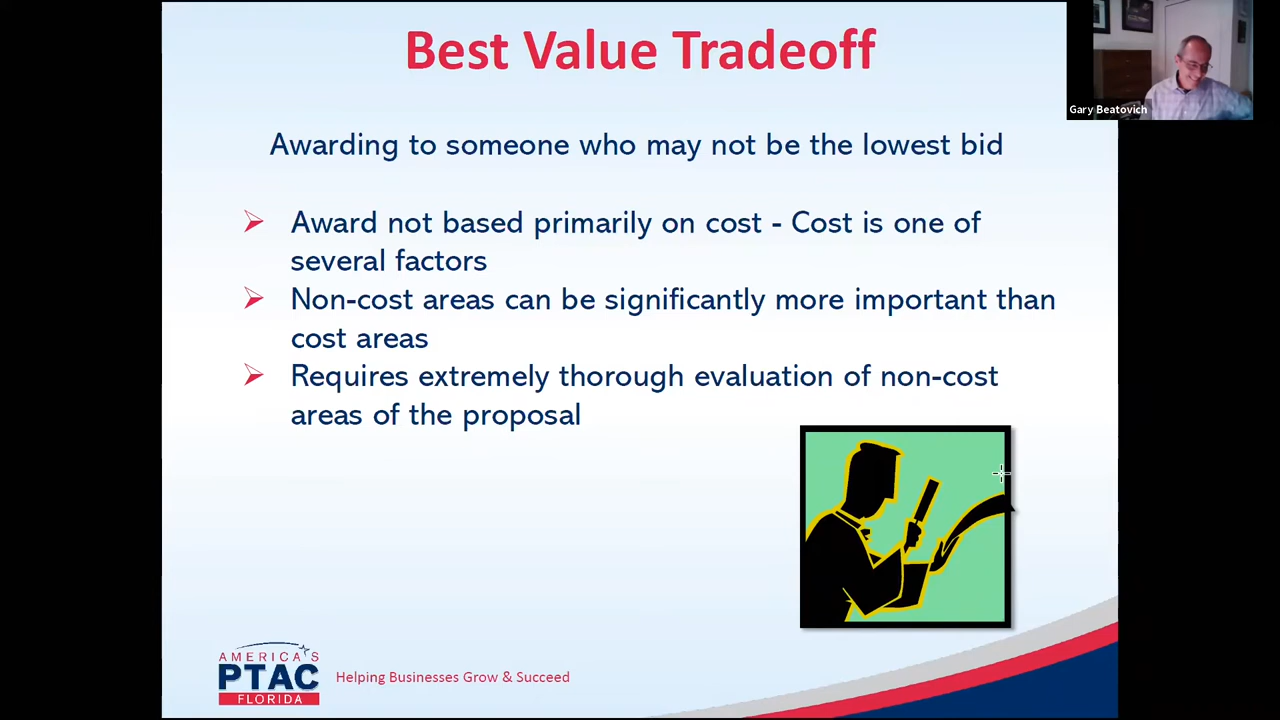 Best Value Tradeoff
Gary Beatovich
Awarding to someone who may not be the lowest bid
Award not based primarily on cost - Cost is one of
several factors
Non-cost areas can be significantly more important than
cost areas
Requires extremely thorough evaluation of non-cost
areas of the proposal
AMERICA'S
PTAC
FLORIDA
Helping Businesses Grow & Succeed